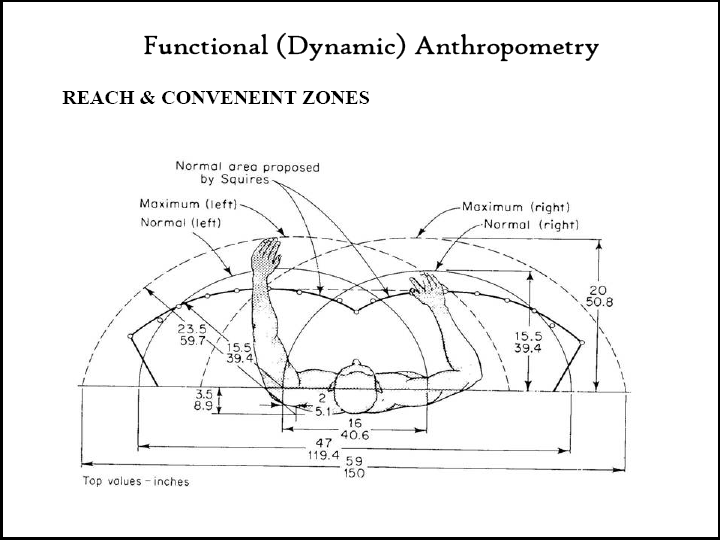 Functional (Dynamic) Anthropometry
REACH & CONVENEINT ZONES
Normal area proposed
by Squires
Maximum (left)
Normal (left)
Maximum (right)
Normal (right)
20
50.8
23.5
59.7
15.5
39.4
15.5
39.4
3.5
8.9
2
5.1
16
40.6
47
119.4
59
150
Top values - inches